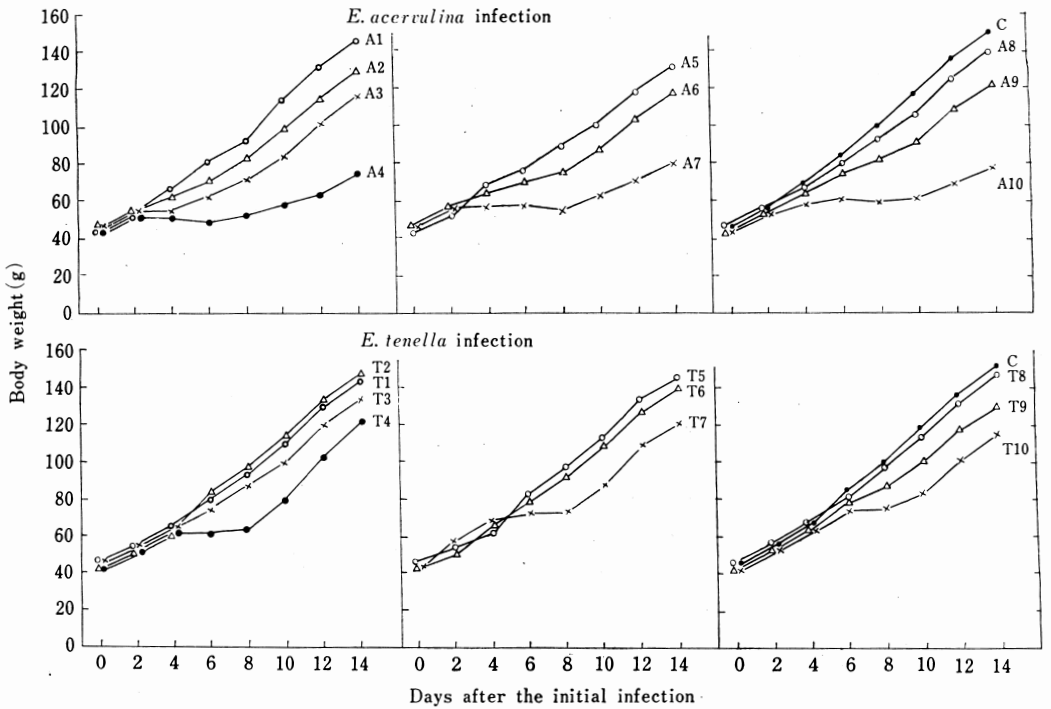 E. acervulina infection
160
140
120
100
80
60
40
20
0
A1
A2
A3
A4
A5
A6
A7
C
A8
A9
A10
Body weight (g)
E. tenella infection
160
140
120
100
80
60
40
20
0
T2
T1
T3
T4
T5
T6
T7
C
T8
T9
T10
0 2 4 6 8 10 12 14
0 2 4 6 8 10 12 14
0 2 4 6 8 10 12 14
Days after the initial infection